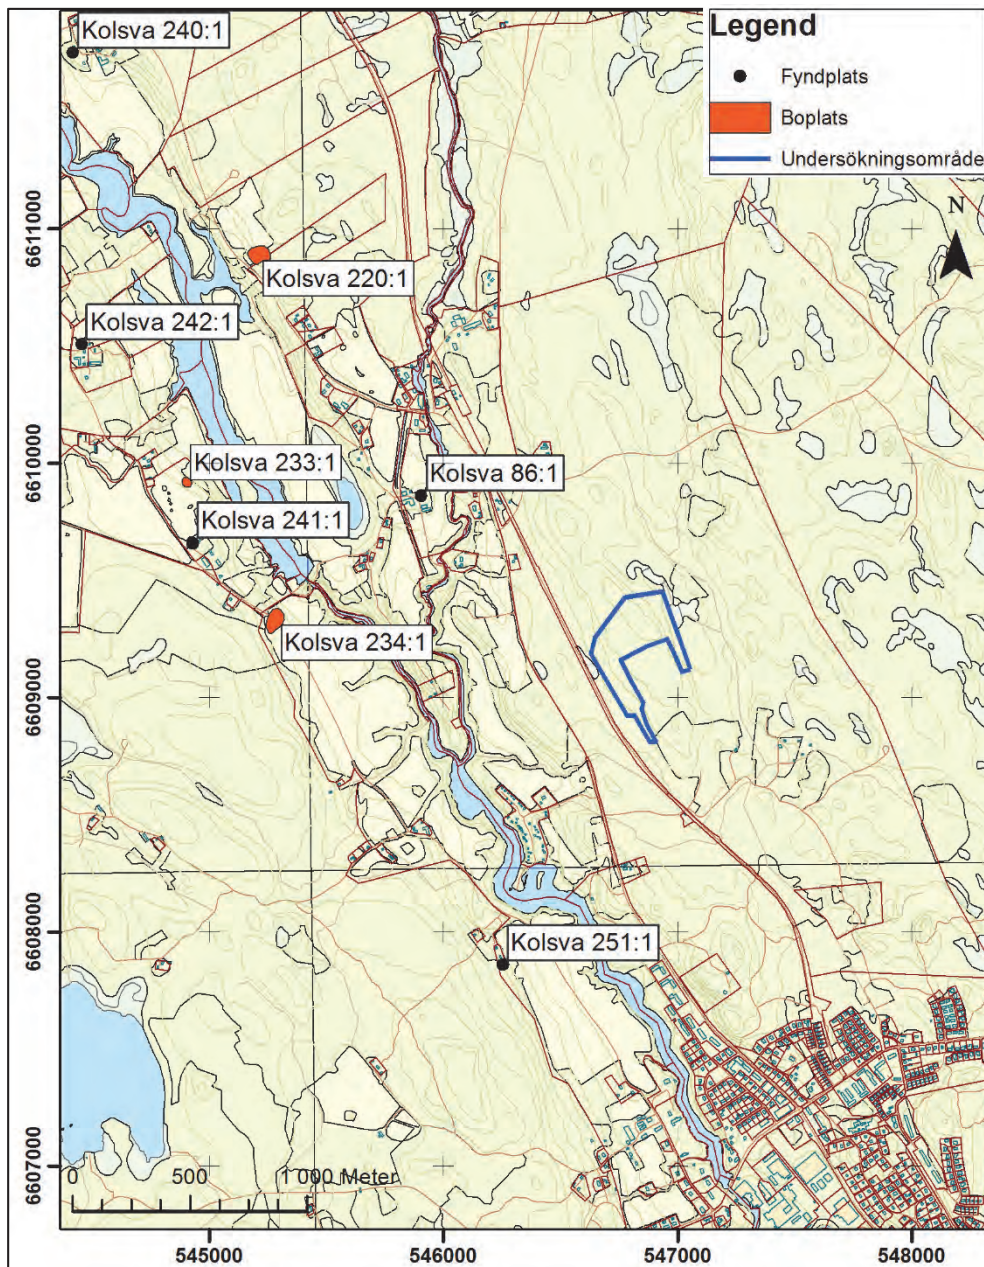 Kolsva 240:1
Legend
Fyndplats
Boplats
Undersökningsområde
N
Kolsva 220:1
Kolsva 242:1
Kolsva 233:1
Kolsva 86:1
Kolsva 241:1
Kolsva 234:1
Kolsva 251:1
6611000
6610000
6609000
6608000
6607000
0 500 1 000 Meter
545000 546000 547000 548000